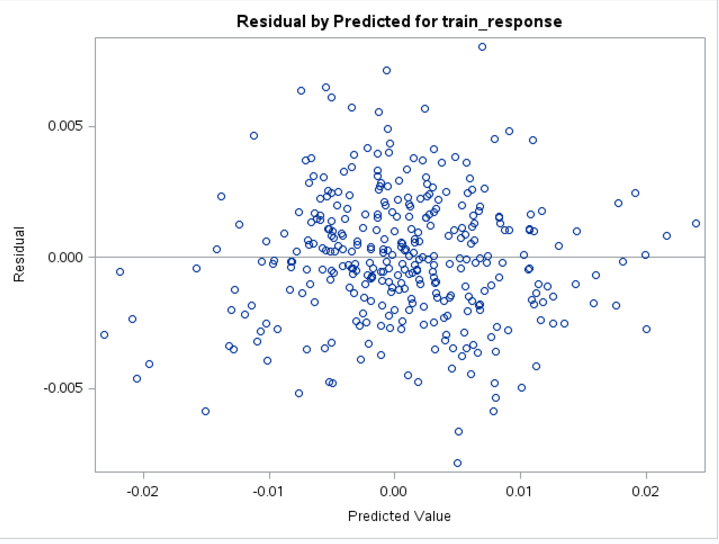 Residual by Predicted for train_response
0.005
0.000
-0.005
Residual
-0.02 -0.01 0.00 0.01 0.02
Predicted Value